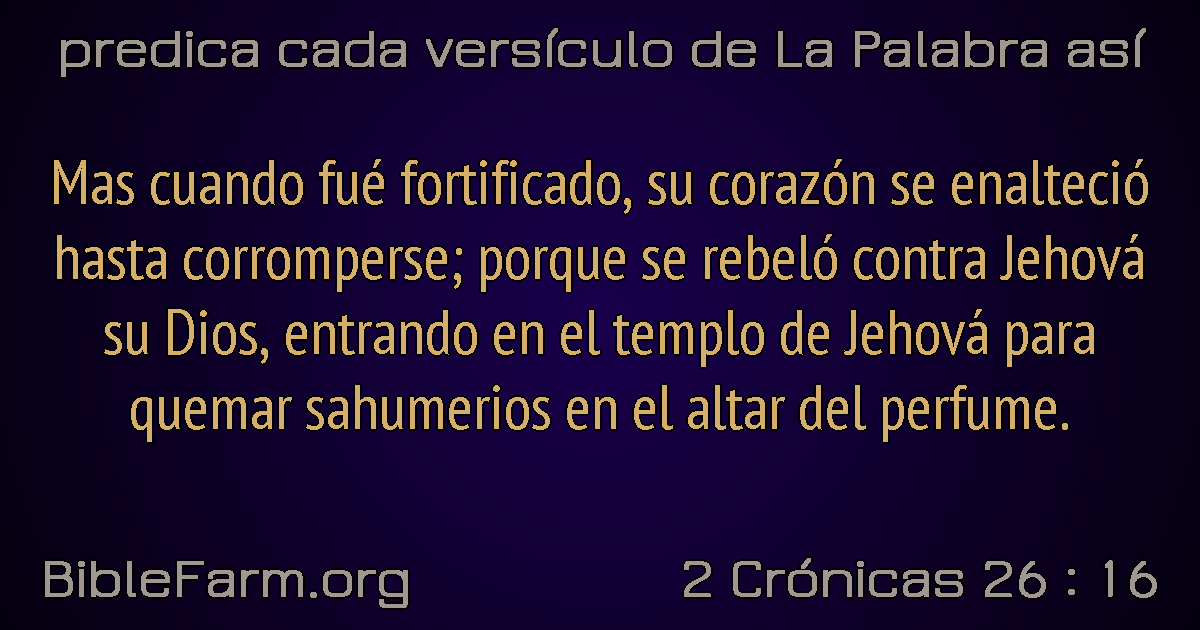 predica cada versículo de La Palabra así
Mas cuando fué fortificado, su corazón se enalteció
hasta corromperse; porque se rebeló contra Jehová
su Dios, entrando en el templo de Jehová para
quemar sahumerios en el altar del perfume.
BibleFarm.org
2 Crónicas 26 : 16